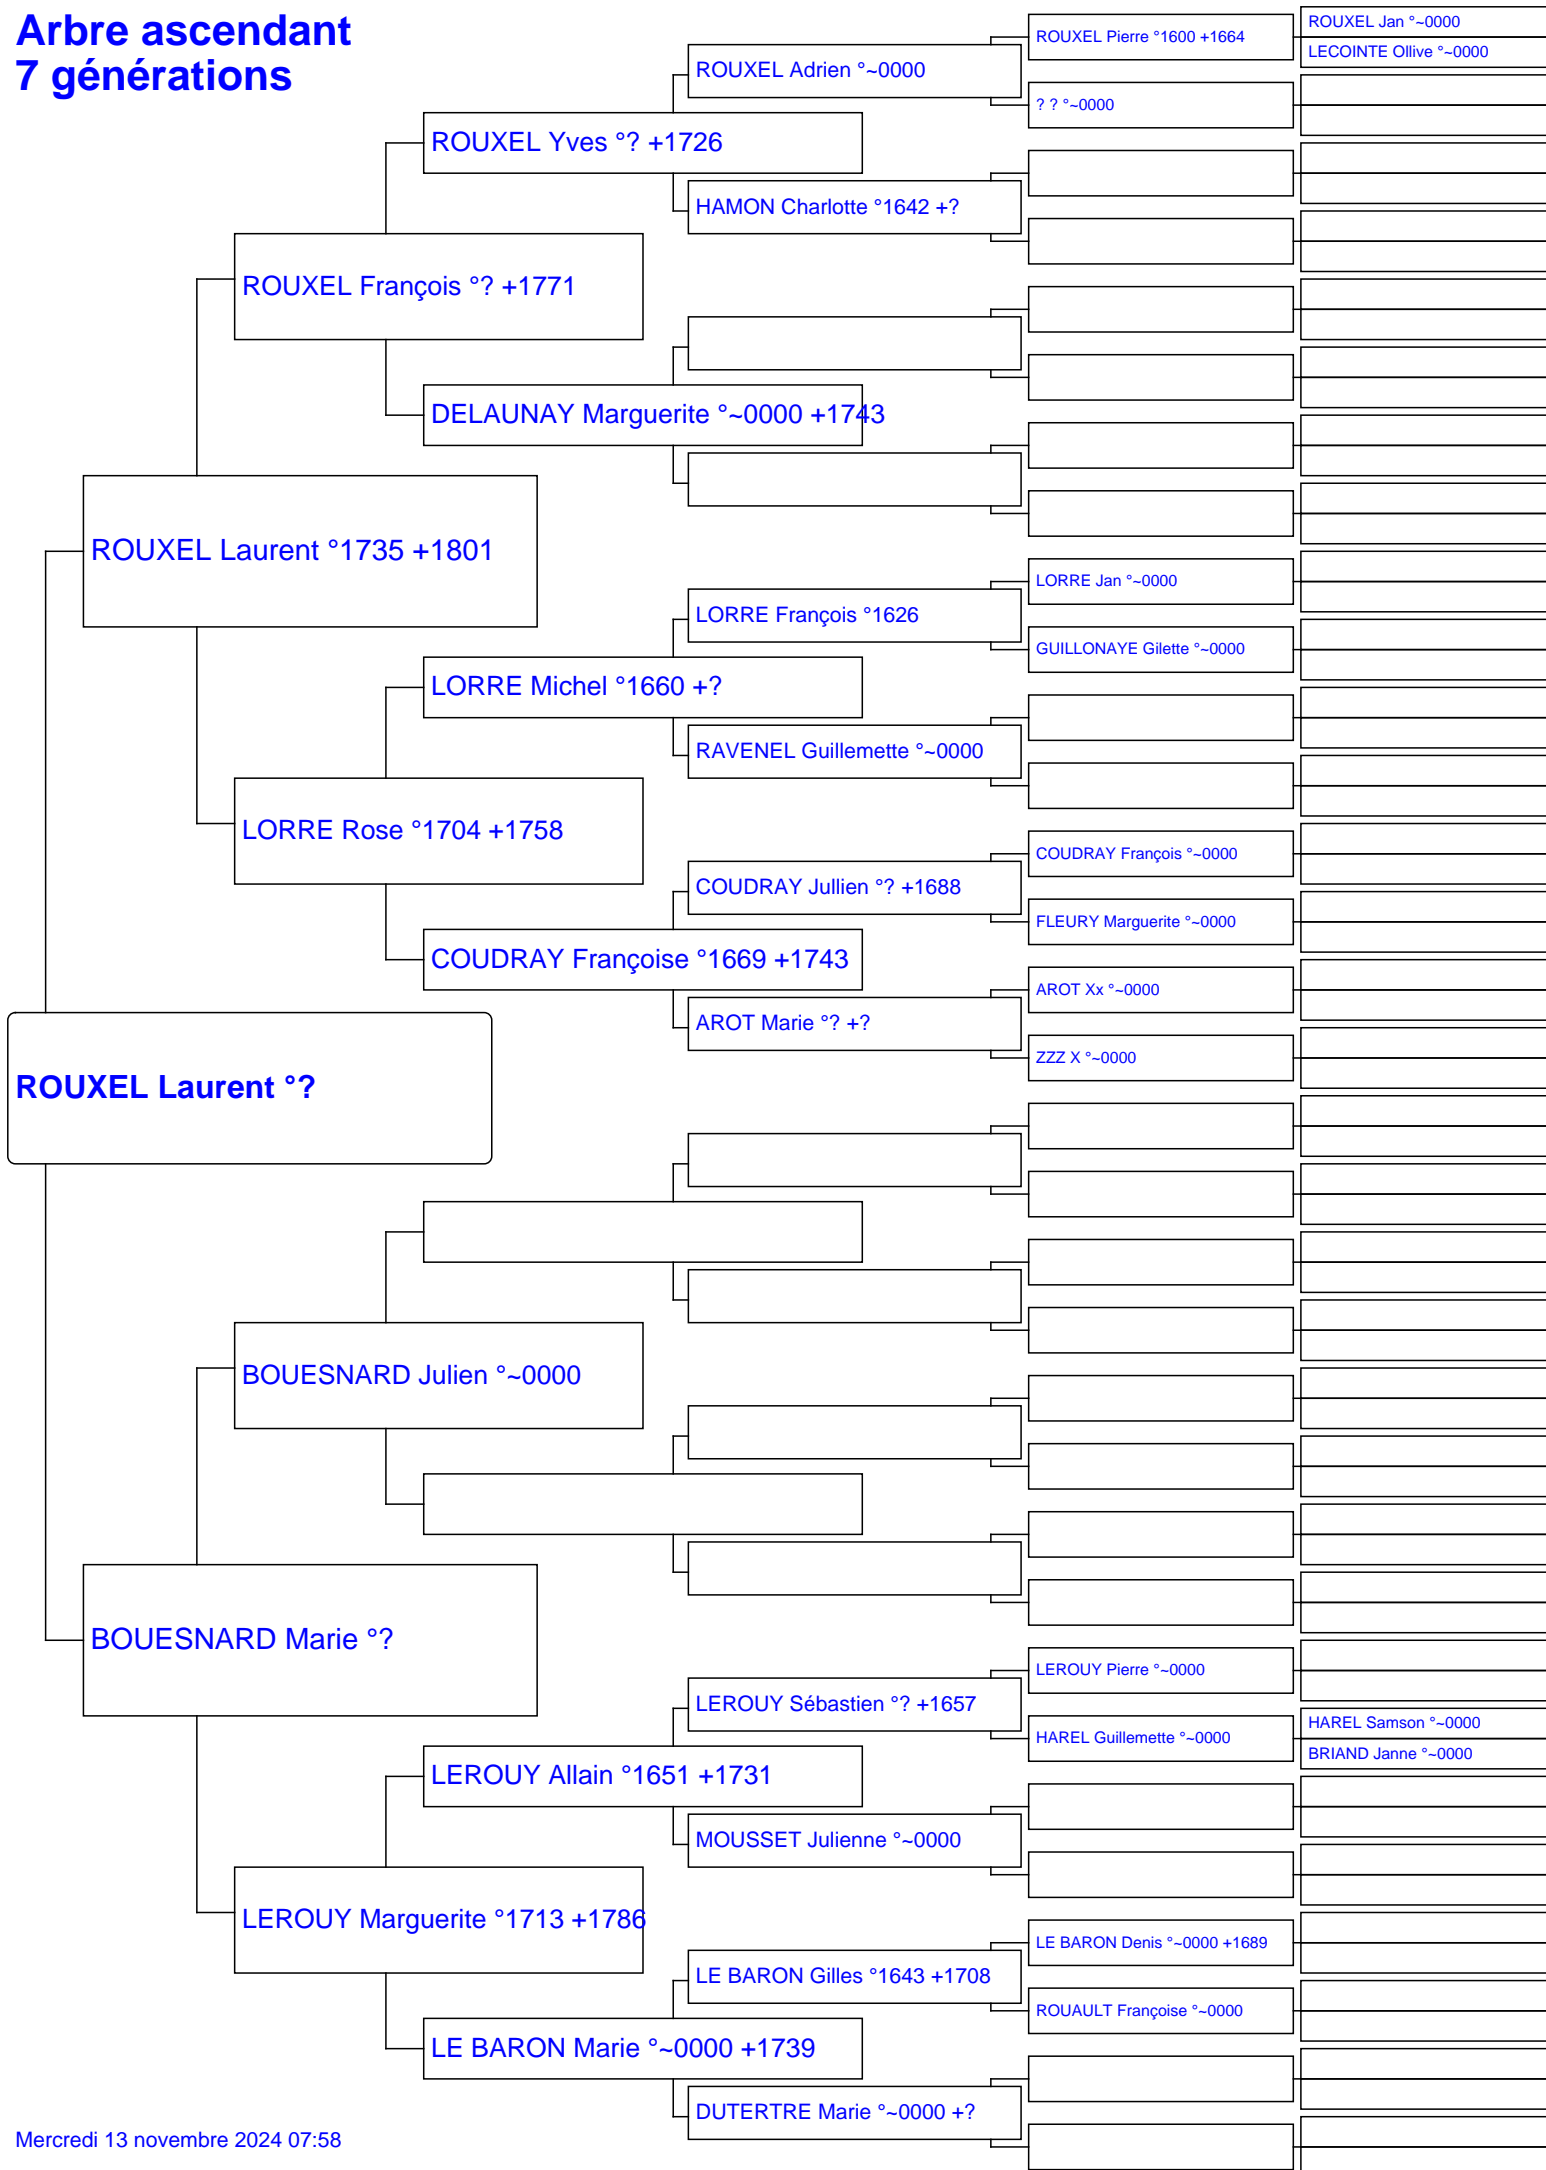 Arbre ascendant
7 générations
ROUXEL Jan °~0000
ROUXEL Pierre °1600 +1664
LECOINTE Ollive °~0000
ROUXEL Adrien °~0000
? ? °~0000
ROUXEL Yves °? +1726
HAMON Charlotte °1642 +?
ROUXEL François °? +1771
DELAUNAY Marguerite °~0000 +1743
ROUXEL Laurent °1735 +1801
LORRE Jan °~0000
LORRE François °1626
GUILLONAYE Gilette °~0000
LORRE Michel °1660 +?
RAVENEL Guillemette °~0000
LORRE Rose °1704 +1758
COUDRAY François °~0000
COUDRAY Jullien °? +1688
FLEURY Marguerite °~0000
COUDRAY Françoise °1669 +1743
AROT Xx °~0000
AROT Marie °? +?
ZZZ X °~0000
ROUXEL Laurent °?
BOUESNARD Julien °~0000
BOUESNARD Marie °?
LEROUY Pierre °~0000
LEROUY Sébastien °? +1657
HAREL Samson °~0000
HAREL Guillemette °~0000
BRIAND Janne °~0000
LEROUY Allain °1651 +1731
MOUSSET Julienne °~0000
LEROUY Marguerite °1713 +1786
LE BARON Denis °~0000 +1689
LE BARON Gilles °1643 +1708
ROUAULT Françoise °~0000
LE BARON Marie °~0000 +1739
DUTERTRE Marie °~0000 +?
Mercredi 13 novembre 2024 07:58